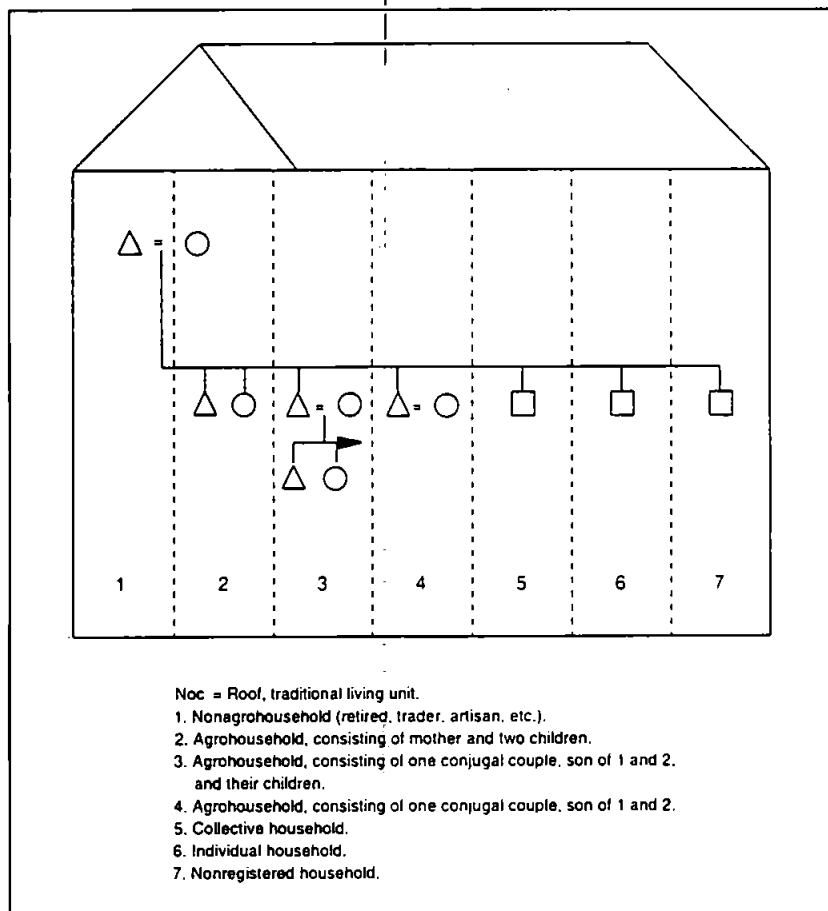 1 2 3 4 5 6 7
Noc = Roof, traditional living unit.
1. Nonagrohousehold (retired, trader, artisan, etc.).
2. Agrohousehold, consisting of mother and two children.
3. Agrohousehold, consisting of one conjugal couple, son of 1 and 2,
and their children.
4. Agrohousehold, consisting of one conjugal couple, son of 1 and 2.
5. Collective household.
6. Individual household.
7. Nonregistered household.